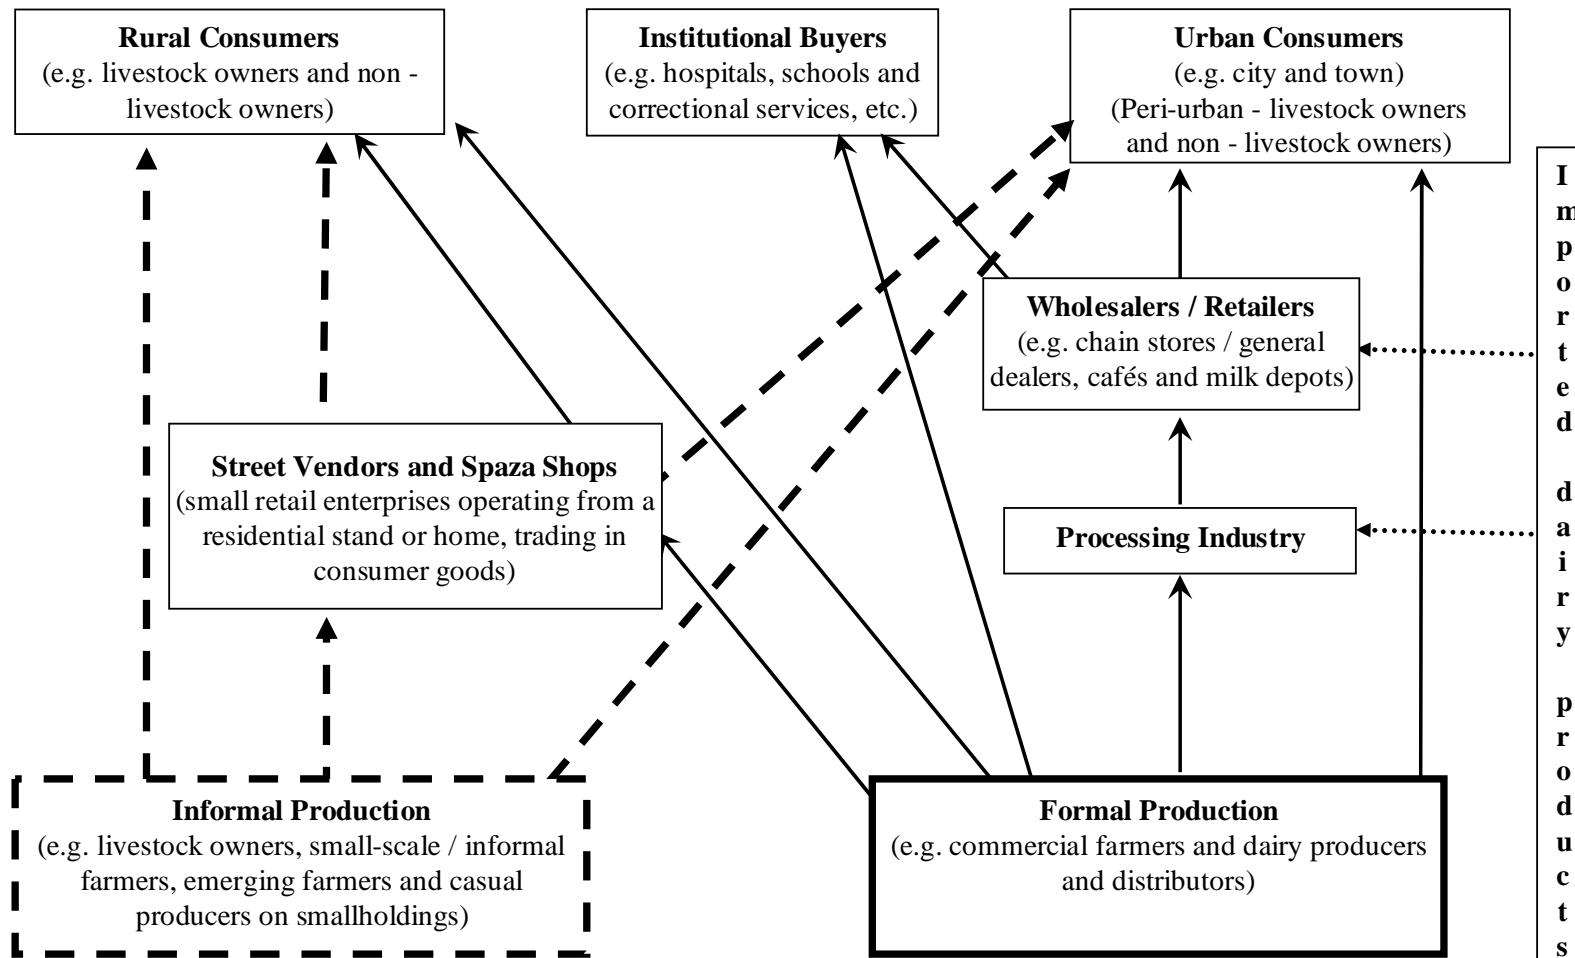 Rural Consumers
(e.g. livestock owners and non -
livestock owners)
Institutional Buyers
(e.g. hospitals, schools and
correctional services, etc.)
Urban Consumers
(e.g. city and town)
(Peri-urban - livestock owners
and non - livestock owners)
Wholesalers / Retailers
(e.g. chain stores / general
dealers, cafés and milk depots)
Street Vendors and Spaza Shops
(small retail enterprises operating from a
residential stand or home, trading in
consumer goods)
Processing Industry
Informal Production
(e.g. livestock owners, small-scale / informal
farmers, emerging farmers and casual
producers on smallholdings)
Formal Production
(e.g. commercial farmers and dairy producers
and distributors)
Imported dairy products